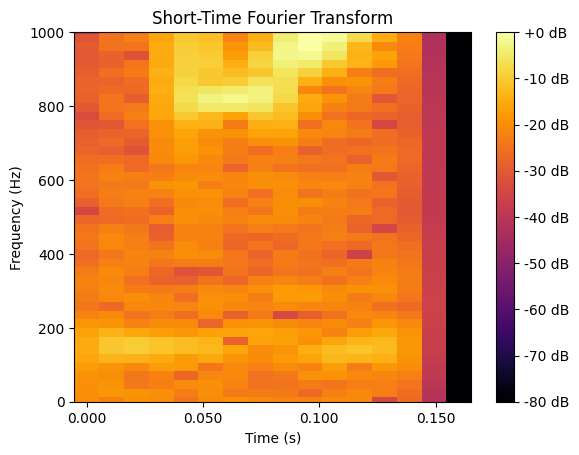 Short-Time Fourier Transform
1000
800
600
400
200
0
Frequency (Hz)
0.000
0.050
0.100
0.150
Time (s)
+0 dB
-10 dB
-20 dB
-30 dB
-40 dB
-50 dB
-60 dB
-70 dB
-80 dB